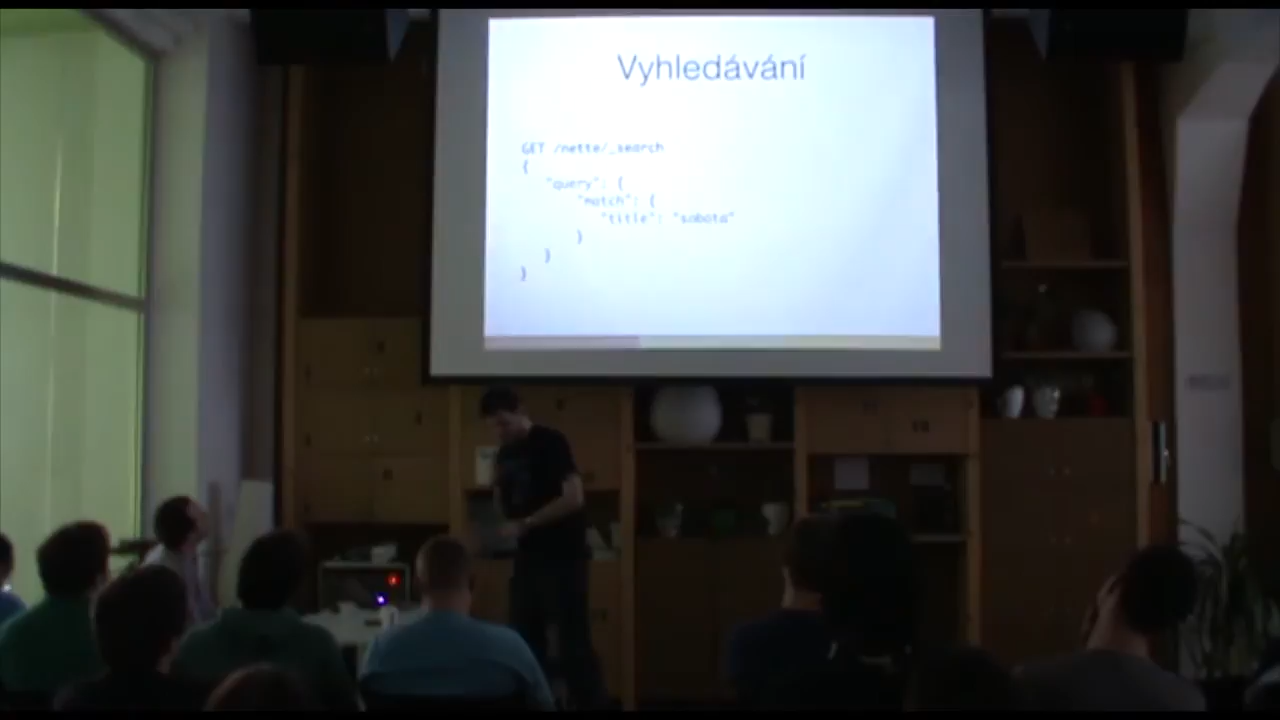 Vyhledávání
GET /nette/_search
{
"query": {
"match": {
"title": "sobota"
}
}
}